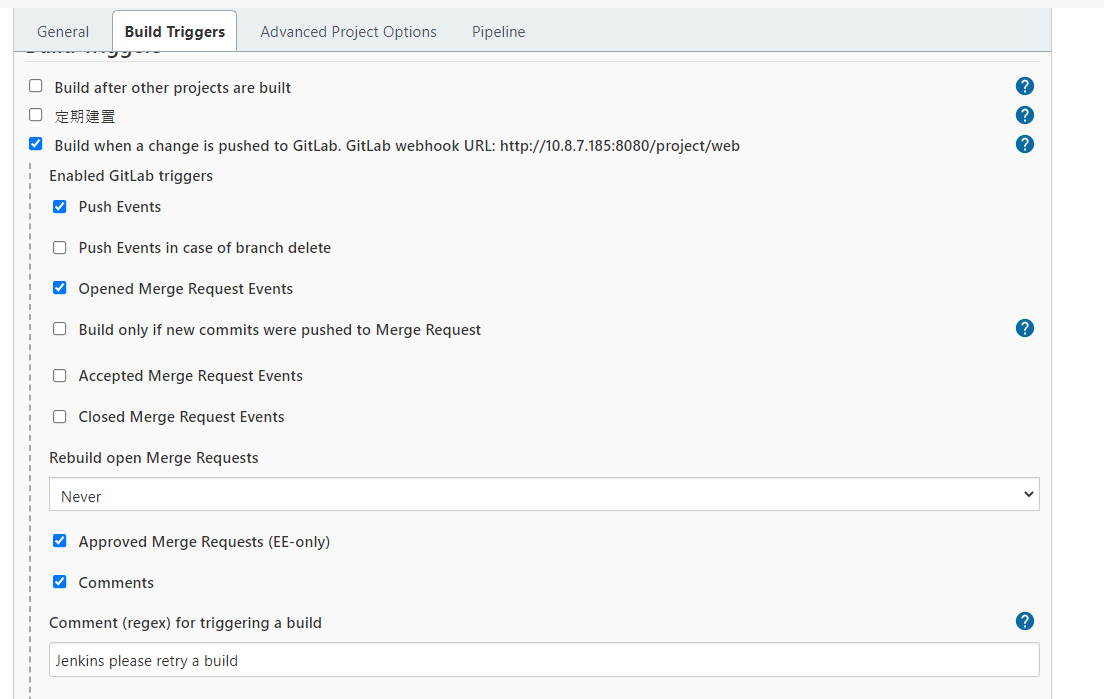 General
Build Triggers
Advanced Project Options
Pipeline
Build Triggers
Build after other projects are built
?
定期建置
?
Build when a change is pushed to GitLab. GitLab webhook URL: http://10.8.7.185:8080/project/web
?
Enabled GitLab triggers
Push Events
Push Events in case of branch delete
Opened Merge Request Events
Build only if new commits were pushed to Merge Request
?
Accepted Merge Request Events
Closed Merge Request Events
Rebuild open Merge Requests
Never
Approved Merge Requests (EE-only)
Comments
Comment (regex) for triggering a build
?
Jenkins please retry a build